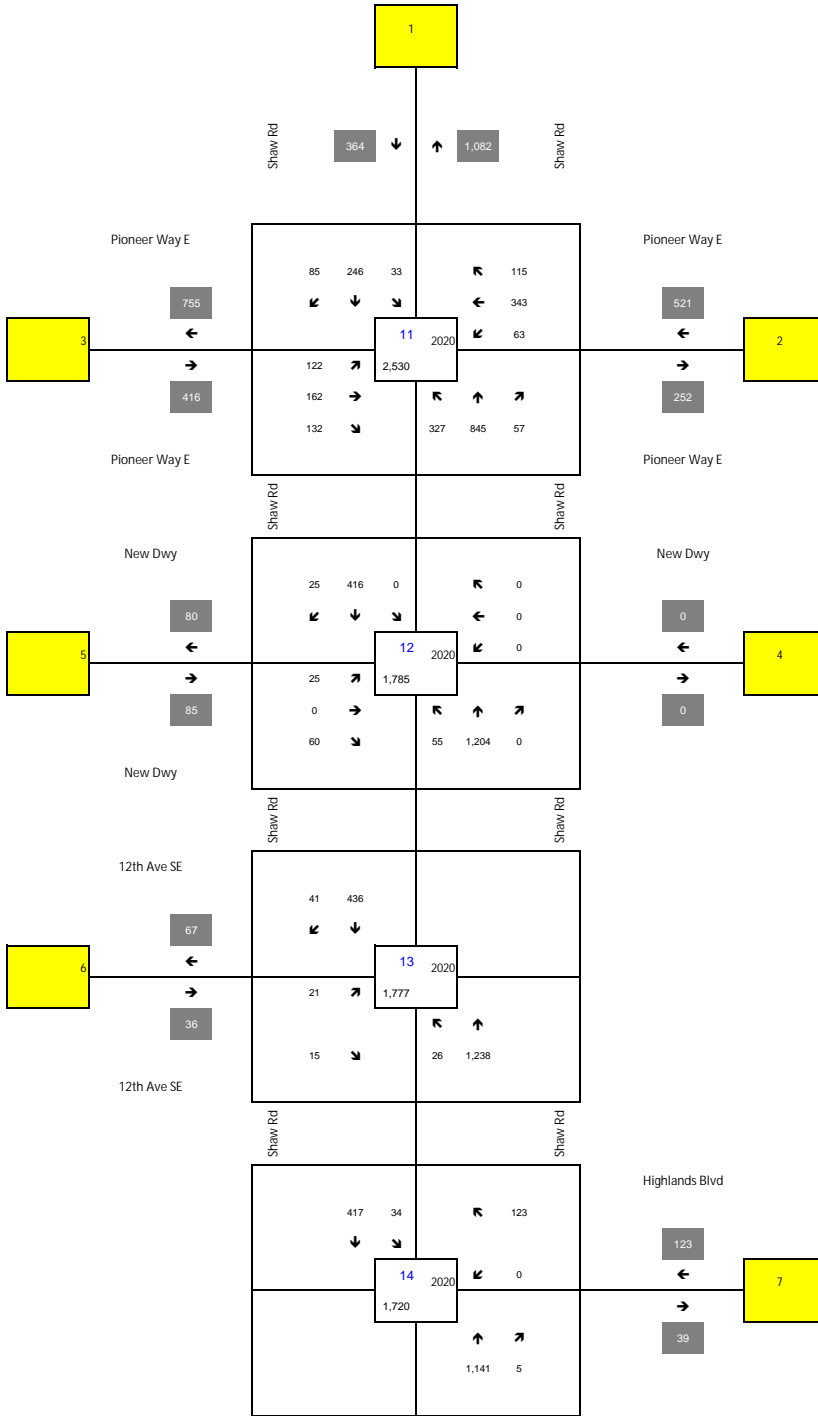 1
Shaw Rd
364 ↓ ↑ 1,082
Shaw Rd
Pioneer Way E
Pioneer Way E
85 246 33 ↖ 115
755
↙ ↓ ↘ ← 343
521
←
11 2020 ↙ 63
←
3
2
→
122 ↗ 2,530
→
416
162 → ↖ ↑ ↗
252
132 ↘ 327 845 57
Pioneer Way E
Pioneer Way E
Shaw Rd
Shaw Rd
New Dwy
New Dwy
25 416 0 ↖ 0
80
↙ ↓ ↘ ← 0
0
←
12 2020 ↙ 0
←
5
4
→
25 ↗ 1,785
→
85
0 → ↖ ↑ ↗
0
60 ↘ 55 1,204 0
New Dwy
Shaw Rd
Shaw Rd
12th Ave SE
41 436
67
↙ ↓
←
13 2020
6
→
21 ↗ 1,777
36
↖ ↑
15 ↘ 26 1,238
12th Ave SE
Shaw Rd
Shaw Rd
Highlands Blvd
417 34 ↖ 123
↓ ↘
123
14 2020 ↙ 0
←
7
1,720
→
↑ ↗
39
1,141 5